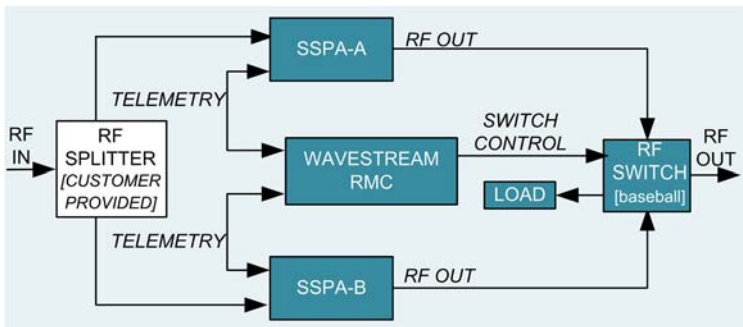 RF
IN
RF
SPLITTER
[CUSTOMER
PROVIDED]
SSPA-A
RF OUT
TELEMETRY
WAVESTREAM
RMC
SWITCH
CONTROL
LOAD
RF
SWITCH
[baseball]
RF
OUT
TELEMETRY
SSPA-B
RF OUT